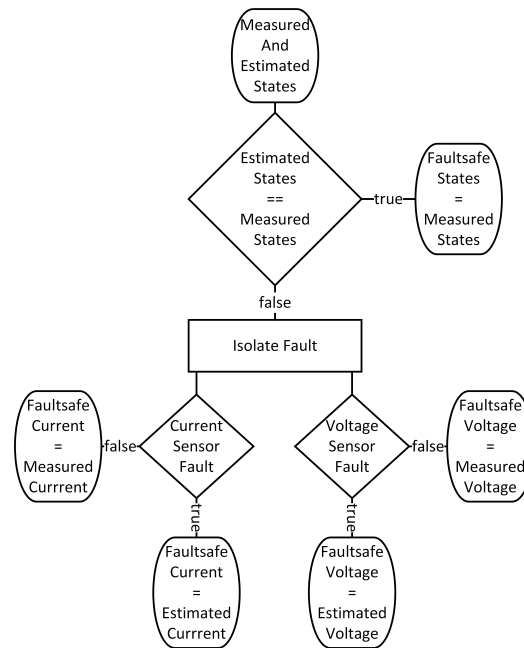 Measured
And
Estimated
States
Estimated
States
==
Measured
States
true
Faultsafe
States
=
Measured
States
false
Isolate Fault
Faultsafe
Current
=
Measured
Currrent
false
Current
Sensor
Fault
Voltage
Sensor
Fault
false
Faultsafe
Voltage
=
Measured
Voltage
true
true
Faultsafe
Current
=
Estimated
Currrent
Faultsafe
Voltage
=
Estimated
Voltage